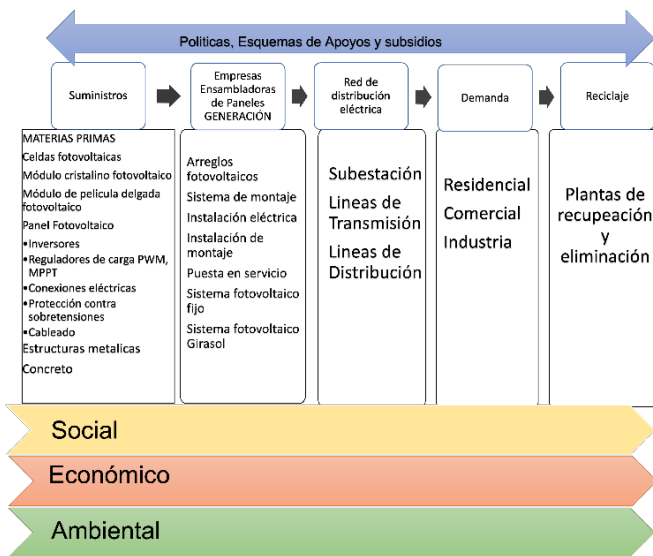 Politicas, Esquemas de Apoyos y subsidios
Suministros
Empresas
Ensambladoras
de Paneles
GENERACIÓN
Red de
distribución
eléctrica
Demanda
Reciclaje
MATERIAS PRIMAS
Celdas fotovoltaicas
Módulo cristalino fotovoltaico
Módulo de pelicula delgada
fotovoltaico
Panel Fotovoltaico
•Inversores
•Reguladores de carga PWM,
MPPT
•Conexiones eléctricas
•Protección contra
sobretensiones
•Cableado
Estructuras metalicas
Concreto
Arreglos
fotovoltaicos
Sistema de montaje
Instalación eléctrica
Instalación de
montaje
Puesta en servicio
Sistema fotovoltaico
fijo
Sistema fotovoltaico
Girasol
Subestación
Lineas de
Transmisión
Lineas de
Distribución
Residencial
Comercial
Industria
Plantas de
recupeación
y
eliminación
Social
Económico
Ambiental